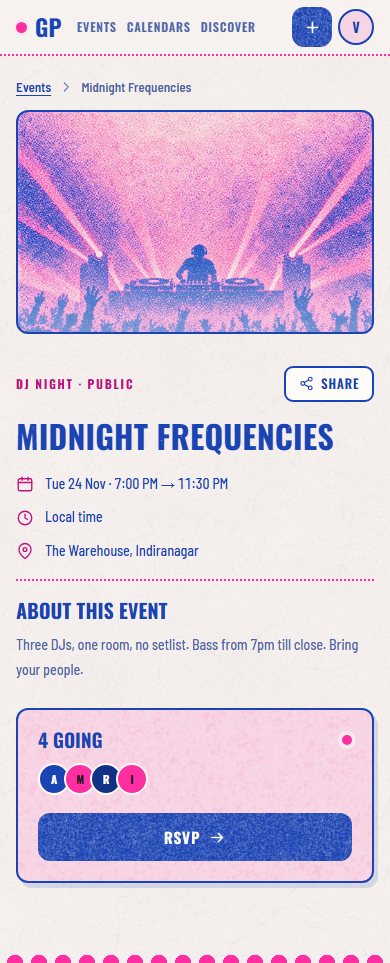 GP EVENTS CALENDARS DISCOVER + V
Events > Midnight Frequencies
DJ NIGHT · PUBLIC
SHARE
MIDNIGHT FREQUENCIES
Tue 24 Nov · 7:00 PM → 11:30 PM
Local time
The Warehouse, Indiranagar
ABOUT THIS EVENT
Three DJs, one room, no setlist. Bass from 7pm till close. Bring
your people.
4 GOING
A M R I
RSVP →